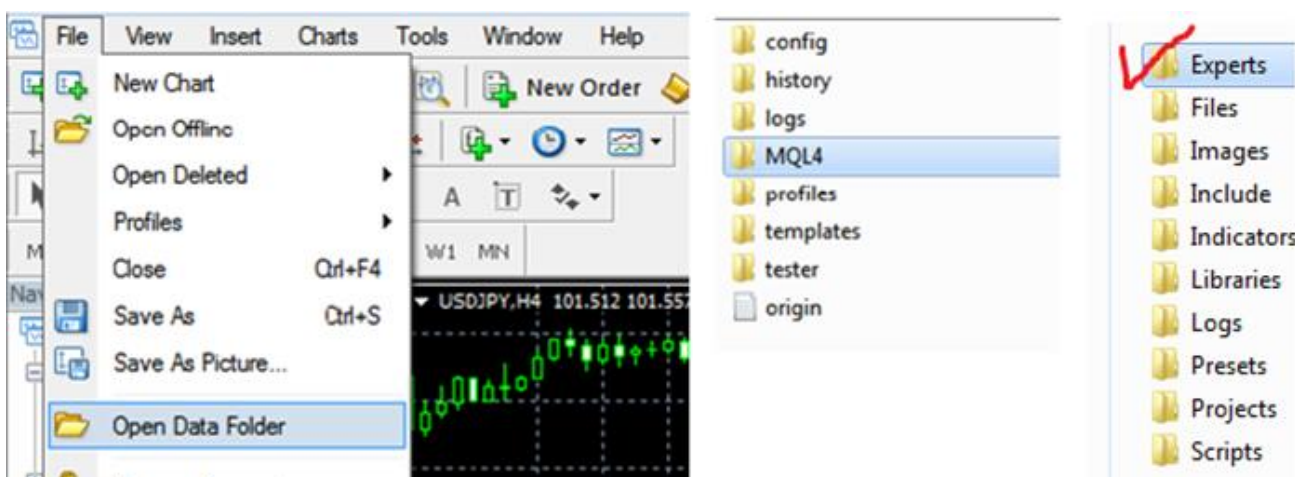 File View Insert Charts Tools Window Help
New Chart
New Order
Open Offline
Open Deleted
A T
Profiles
W1 MN
Close Ctrl+F4
USDJPY,H4 101.512 101.557
Save As Ctrl+S
Save As Picture...
Open Data Folder
config
history
logs
MQL4
profiles
templates
tester
origin
Experts
Files
Images
Include
Indicators
Libraries
Logs
Presets
Projects
Scripts